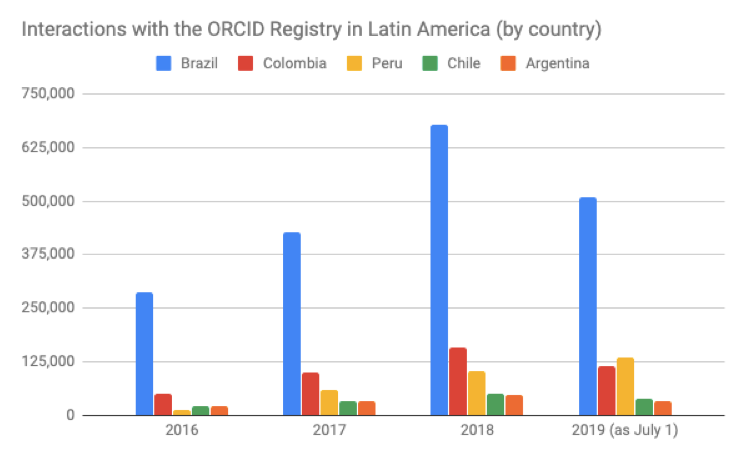 Interactions with the ORCID Registry in Latin America (by country)
Brazil Colombia Peru Chile Argentina
750,000
625,000
500,000
375,000
250,000
125,000
0
2016 2017 2018 2019 (as July 1)